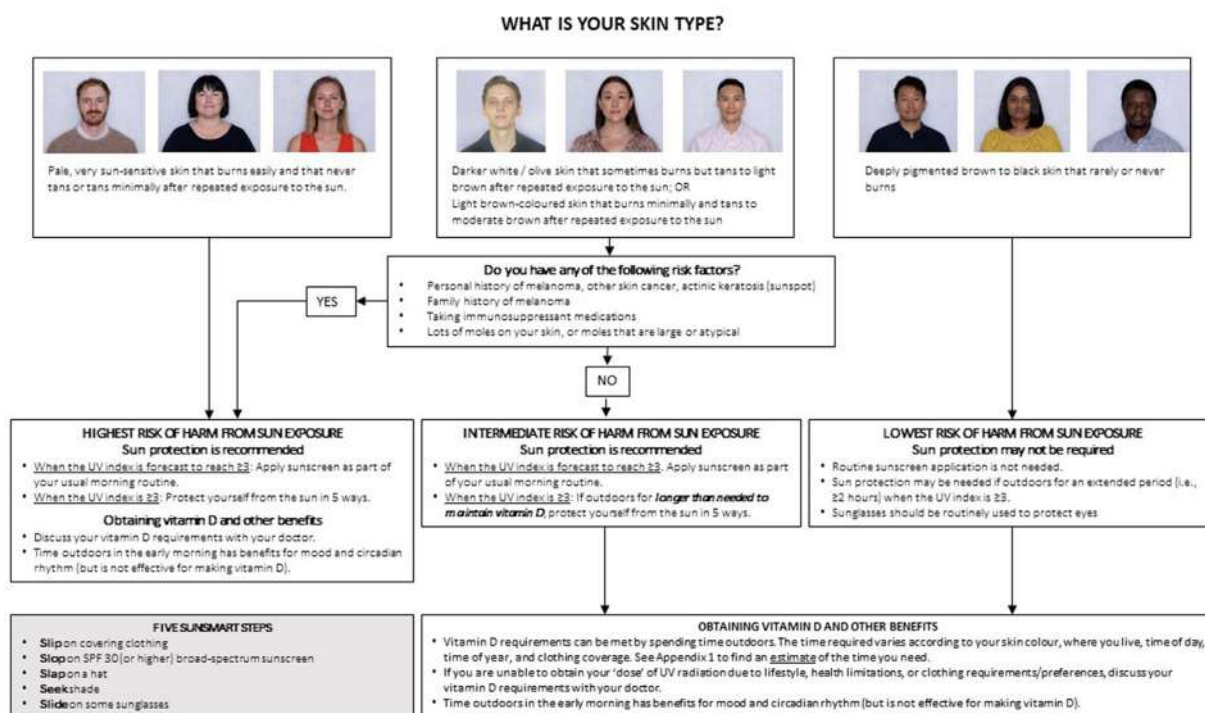 WHAT IS YOUR SKIN TYPE?
Pale, very sun-sensitive skin that burns easily and that never
tans or tans minimally after repeated exposure to the sun.
Darker white / olive skin that sometimes burns but tans to light
brown after repeated exposure to the sun; OR
Light brown-coloured skin that burns minimally and tans to
moderate brown after repeated exposure to the sun
Deeply pigmented brown to black skin that rarely or never
burns
Do you have any of the following risk factors?
• Personal history of melanoma, other skin cancer, actinic keratosis (sunspot)
• Family history of melanoma
• Taking immunosuppressant medications
• Lots of moles on your skin, or moles that are large or atypical
YES
NO
HIGHEST RISK OF HARM FROM SUN EXPOSURE
Sun protection is recommended
• When the UV index is forecast to reach ≥3: Apply sunscreen as part of
your usual morning routine.
• When the UV index is ≥3: Protect yourself from the sun in 5 ways.
Obtaining vitamin D and other benefits
• Discuss your vitamin D requirements with your doctor.
• Time outdoors in the early morning has benefits for mood and circadian
rhythm (but is not effective for making vitamin D).
INTERMEDIATE RISK OF HARM FROM SUN EXPOSURE
Sun protection is recommended
• When the UV index is forecast to reach ≥3. Apply sunscreen as part
of your usual morning routine.
• When the UV index is ≥3: If outdoors for longer than needed to
maintain vitamin D, protect yourself from the sun in 5 ways.
LOWEST RISK OF HARM FROM SUN EXPOSURE
Sun protection may not be required
• Routine sunscreen application is not needed.
• Sun protection may be needed if outdoors for an extended period (i.e.,
≥2 hours) when the UV index is ≥3.
• Sunglasses should be routinely used to protect eyes
FIVE SUNSMART STEPS
• Slip on covering clothing
• Slop on SPF 30 (or higher) broad-spectrum sunscreen
• Slap on a hat
• Seek shade
• Slide on some sunglasses
OBTAINING VITAMIN D AND OTHER BENEFITS
• Vitamin D requirements can be met by spending time outdoors. The time required varies according to your skin colour, where you live, time of day,
time of year, and clothing coverage. See Appendix 1 to find an estimate of the time you need.
• If you are unable to obtain your 'dose' of UV radiation due to lifestyle, health limitations, or clothing requirements/preferences, discuss your
vitamin D requirements with your doctor.
• Time outdoors in the early morning has benefits for mood and circadian rhythm (but is not effective for making vitamin D).